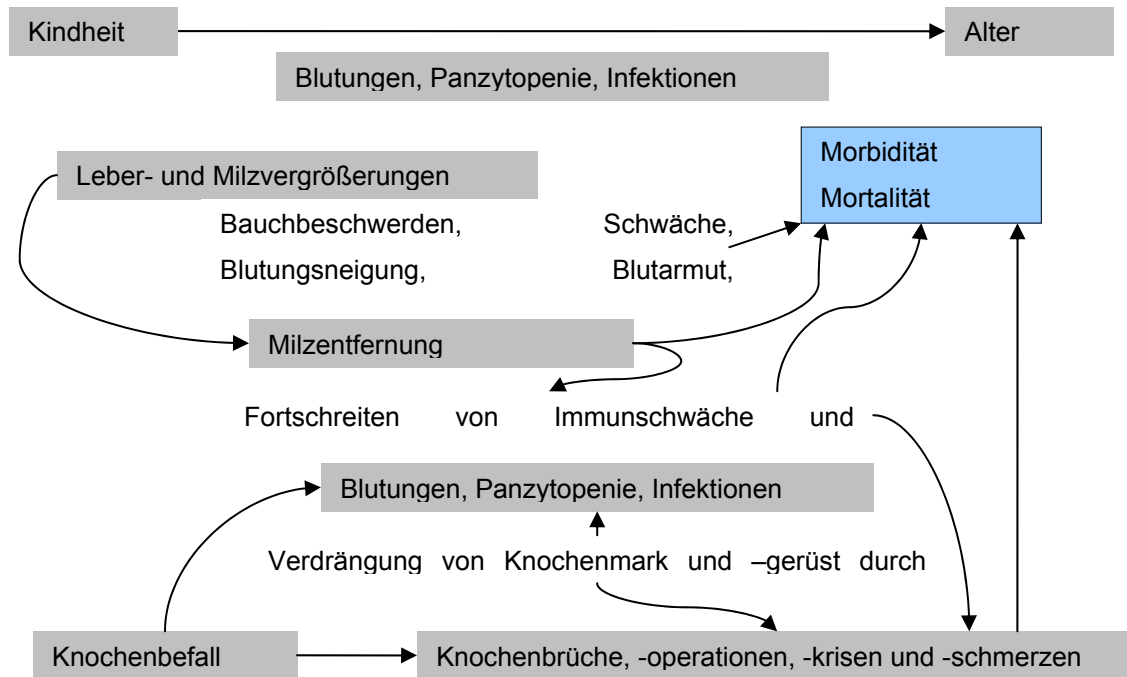 Kindheit Alter
Blutungen, Panzytopenie, Infektionen
Morbidität
Mortalität
Leber- und Milzvergrößerungen
Bauchbeschwerden, Schwäche,
Blutungsneigung, Blutarmut,
Milzentfernung
Fortschreiten von Immunschwäche und
Blutungen, Panzytopenie, Infektionen
Verdrängung von Knochenmark und –gerüst durch
Knochenbefall Knochenbrüche, -operationen, -krisen und -schmerzen